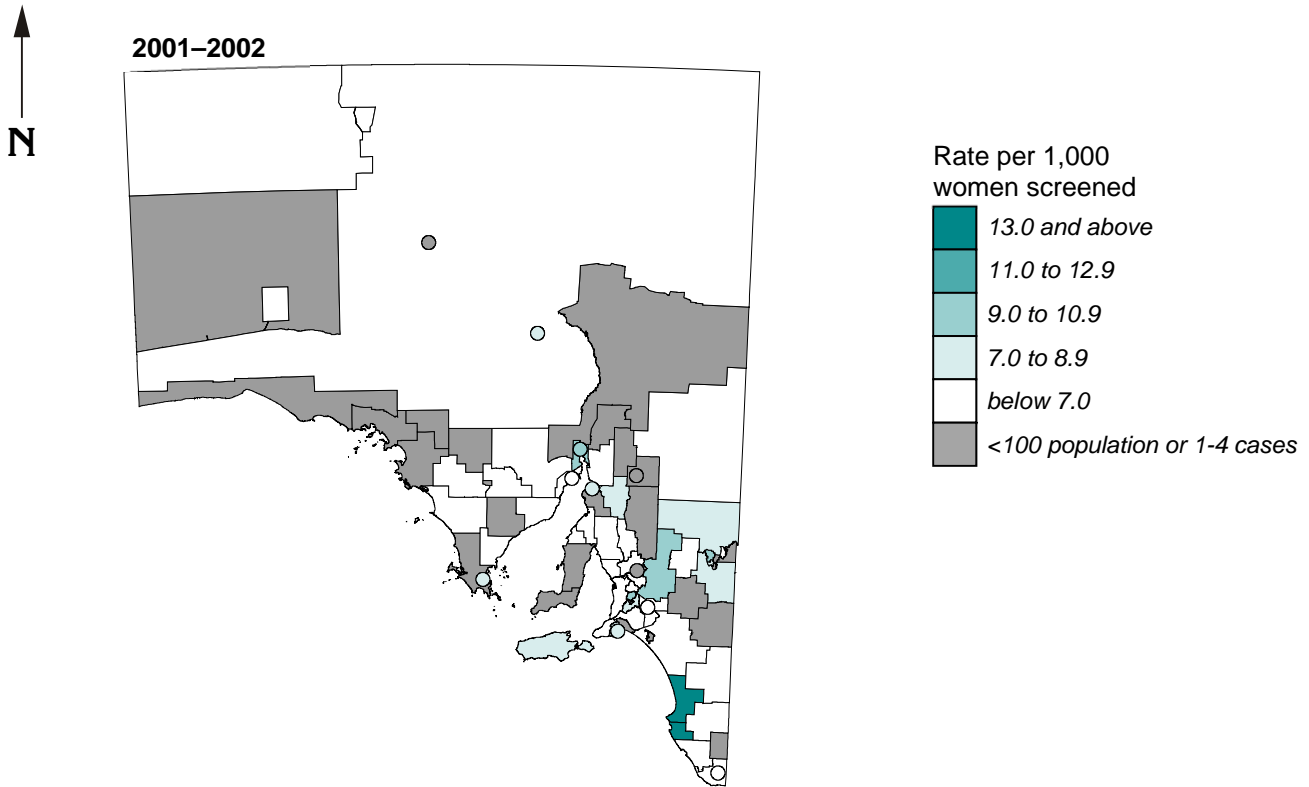 2001–2002
N
Rate per 1,000
women screened
13.0 and above
11.0 to 12.9
9.0 to 10.9
7.0 to 8.9
below 7.0
<100 population or 1-4 cases